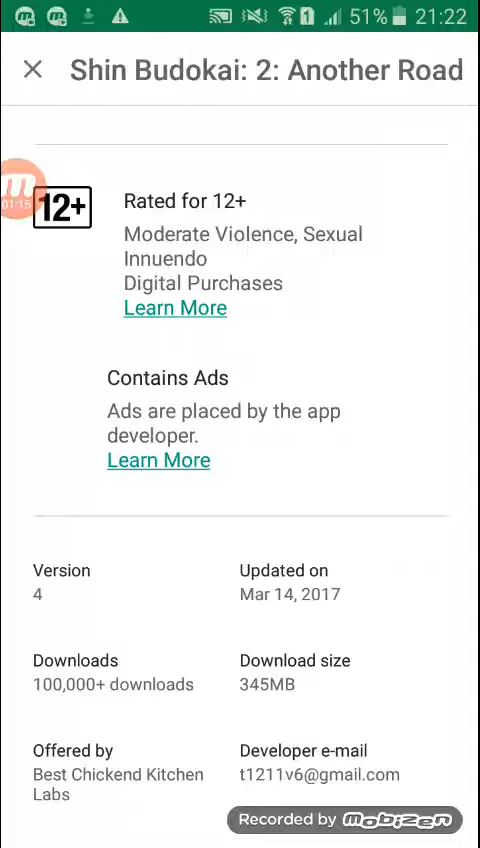 1 51% 21:22
Shin Budokai: 2: Another Road
01:15
12+
Rated for 12+
Moderate Violence, Sexual
Innuendo
Digital Purchases
Learn More
Contains Ads
Ads are placed by the app
developer.
Learn More
Version
4
Updated on
Mar 14, 2017
Downloads
100,000+ downloads
Download size
345MB
Offered by
Best Chickend Kitchen
Labs
Developer e-mail
t1211v6@gmail.com
Recorded by mobizen